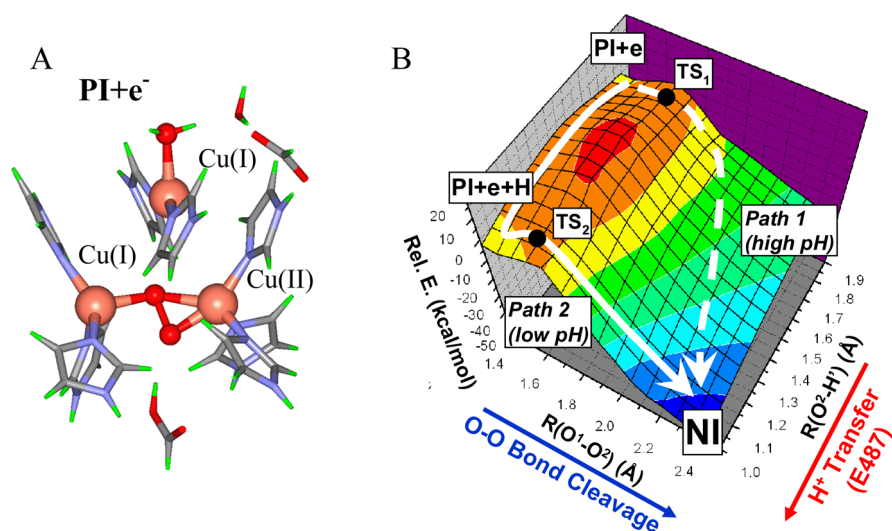 A
PI+e-
Cu(I)
Cu(I)
Cu(II)
B
PI+e
TS1
PI+e+H
TS2
Path 1
(high pH)
Path 2
(low pH)
Rel. E. (kcal/mol)
20
10
0
-10
-20
-30
-40
-50
1.4
1.6
1.8
2.0
2.2
2.4
R(O1-O2) (Å)
O-O Bond Cleavage
NI
1.0
1.1
1.2
1.3
1.4
1.5
1.6
1.7
1.8
1.9
R(O2-H+) (Å)
H+ Transfer
(E487)